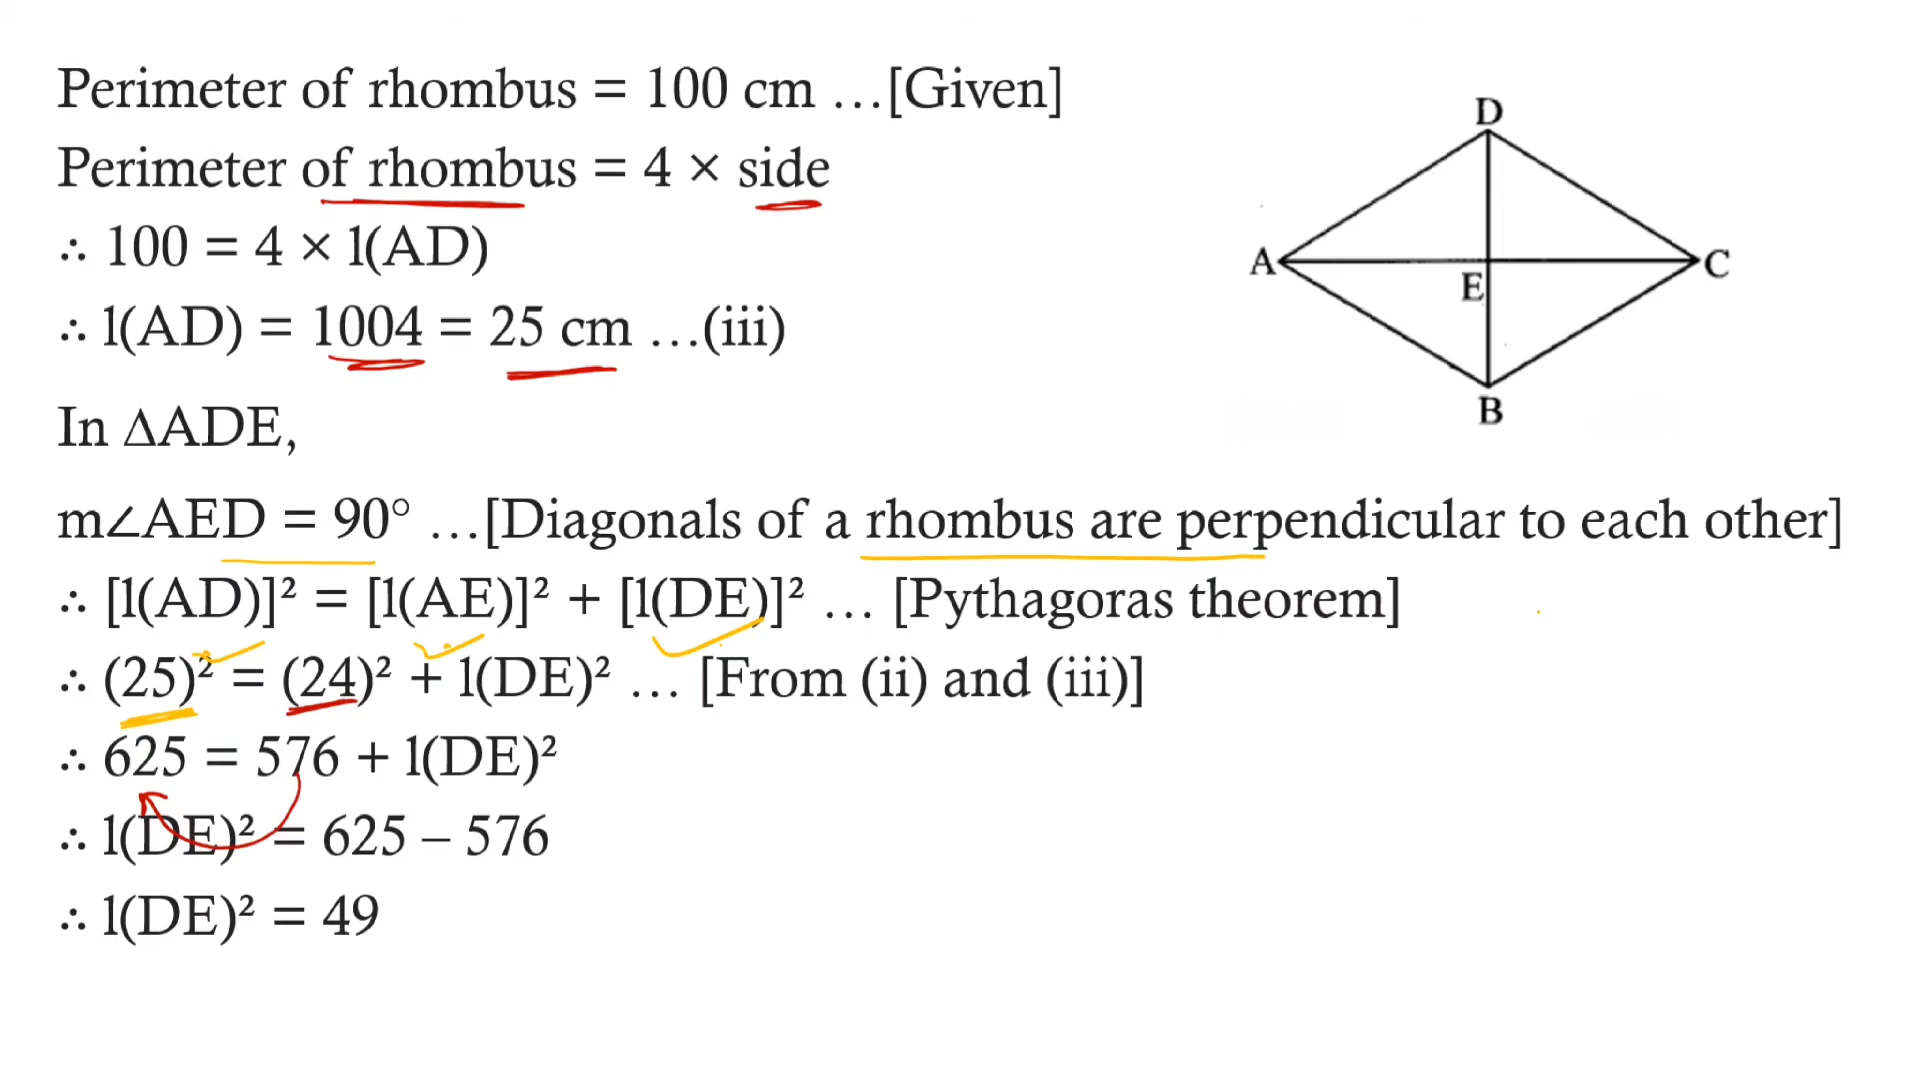 Perimeter of rhombus = 100 cm …[Given]
Perimeter of rhombus = 4 × side
∴ 100 = 4 × l(AD)
∴ l(AD) = 1004 = 25 cm …(iii)
In ∆ADE,
m∠AED = 90° …[Diagonals of a rhombus are perpendicular to each other]
∴ [l(AD)]² = [l(AE)]² + [l(DE)]² … [Pythagoras theorem]
∴ (25)² = (24)² + l(DE)² … [From (ii) and (iii)]
∴ 625 = 576 + l(DE)²
∴ l(DE)² = 625 – 576
∴ l(DE)² = 49
D
A
E
C
B